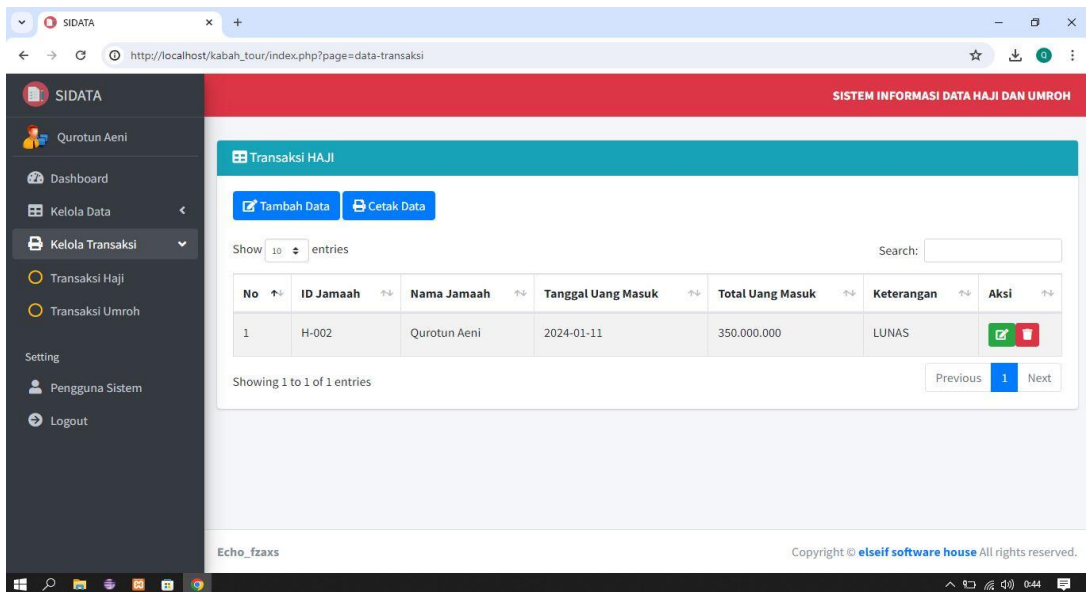 SIDATA
http://localhost/kabah_tour/index.php?page=data-transaksi
Q
SIDATA
SISTEM INFORMASI DATA HAJI DAN UMROH
Qurotun Aeni
Dashboard
Kelola Data
Kelola Transaksi
Transaksi Haji
Transaksi Umroh
Setting
Pengguna Sistem
Logout
Transaksi HAJI
Tambah Data Cetak Data
Show 10 entries Search:
No ID Jamaah Nama Jamaah Tanggal Uang Masuk Total Uang Masuk Keterangan Aksi
1 H-002 Qurotun Aeni 2024-01-11 350.000.000 LUNAS
Showing 1 to 1 of 1 entries Previous 1 Next
Echo_fzaxs Copyright © elseif software house All rights reserved.
0:44